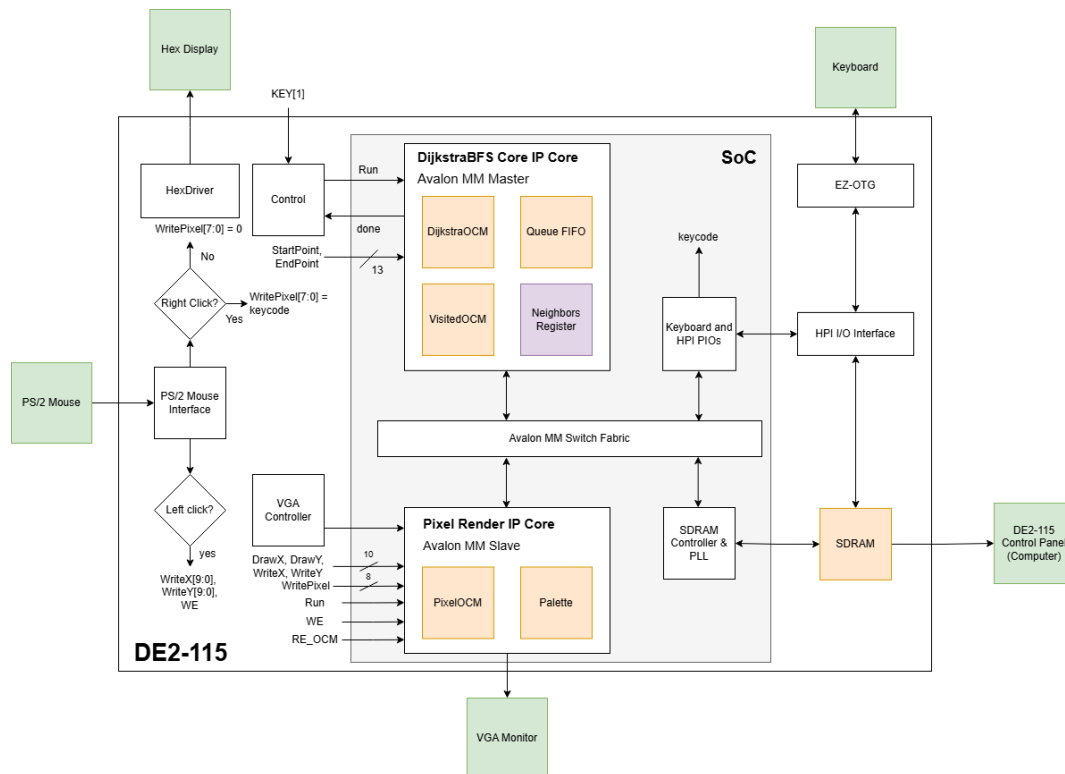 Hex Display
Keyboard
KEY[1]
SoC
DijkstraBFS Core IP Core
Avalon MM Master
Run
HexDriver
Control
EZ-OTG
DijkstraOCM
Queue FIFO
WritePixel[7:0] = 0
done
No
StartPoint,
EndPoint
13
keycode
Right Click?
WritePixel[7:0] =
keycode
Yes
VisitedOCM
Neighbors
Register
Keyboard and
HPI PIOs
HPI I/O Interface
PS/2 Mouse
PS/2 Mouse
Interface
Avalon MM Switch Fabric
Left click?
VGA
Controller
Pixel Render IP Core
Avalon MM Slave
SDRAM
Controller &
PLL
SDRAM
DE2-115
Control Panel
(Computer)
yes
DrawX, DrawY,
WriteX, WriteY
10
WritePixel
8
WriteX[9:0],
WriteY[9:0],
WE
Run
WE
RE_OCM
PixelOCM
Palette
DE2-115
VGA Monitor